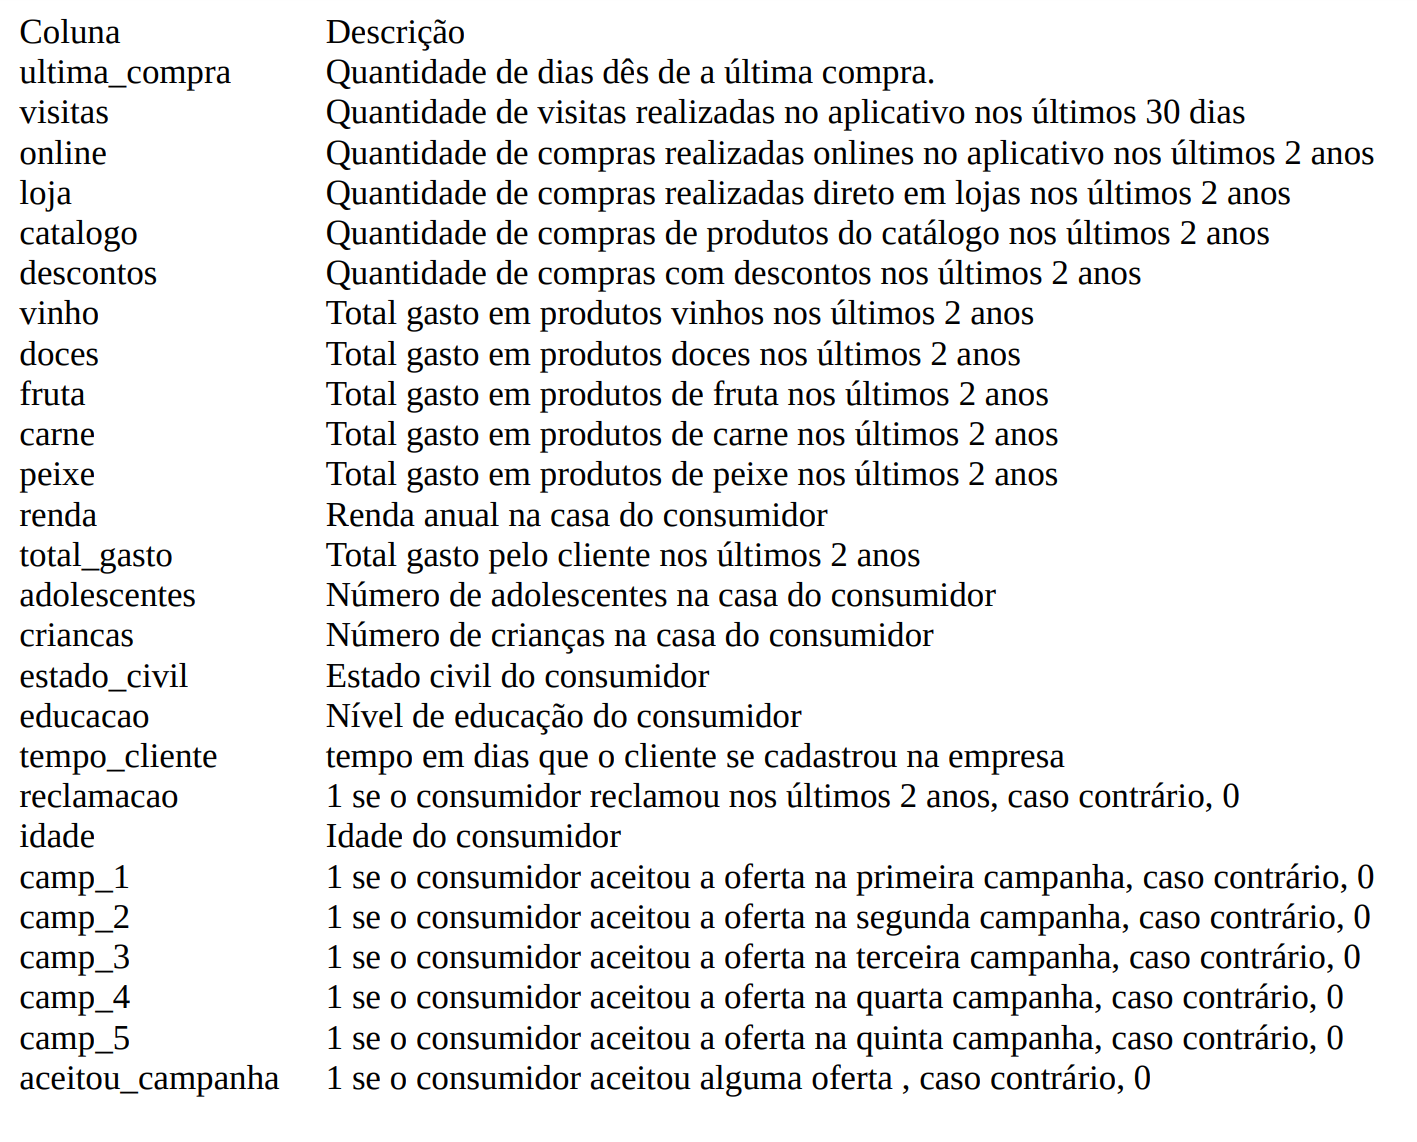 Coluna Descrição
ultima_compra Quantidade de dias dês de a última compra.
visitas Quantidade de visitas realizadas no aplicativo nos últimos 30 dias
online Quantidade de compras realizadas onlines no aplicativo nos últimos 2 anos
loja Quantidade de compras realizadas direto em lojas nos últimos 2 anos
catalogo Quantidade de compras de produtos do catálogo nos últimos 2 anos
descontos Quantidade de compras com descontos nos últimos 2 anos
vinho Total gasto em produtos vinhos nos últimos 2 anos
doces Total gasto em produtos doces nos últimos 2 anos
fruta Total gasto em produtos de fruta nos últimos 2 anos
carne Total gasto em produtos de carne nos últimos 2 anos
peixe Total gasto em produtos de peixe nos últimos 2 anos
renda Renda anual na casa do consumidor
total_gasto Total gasto pelo cliente nos últimos 2 anos
adolescentes Número de adolescentes na casa do consumidor
criancas Número de crianças na casa do consumidor
estado_civil Estado civil do consumidor
educacao Nível de educação do consumidor
tempo_cliente tempo em dias que o cliente se cadastrou na empresa
reclamacao 1 se o consumidor reclamou nos últimos 2 anos, caso contrário, 0
idade Idade do consumidor
camp_1 1 se o consumidor aceitou a oferta na primeira campanha, caso contrário, 0
camp_2 1 se o consumidor aceitou a oferta na segunda campanha, caso contrário, 0
camp_3 1 se o consumidor aceitou a oferta na terceira campanha, caso contrário, 0
camp_4 1 se o consumidor aceitou a oferta na quarta campanha, caso contrário, 0
camp_5 1 se o consumidor aceitou a oferta na quinta campanha, caso contrário, 0
aceitou_campanha 1 se o consumidor aceitou alguma oferta , caso contrário, 0